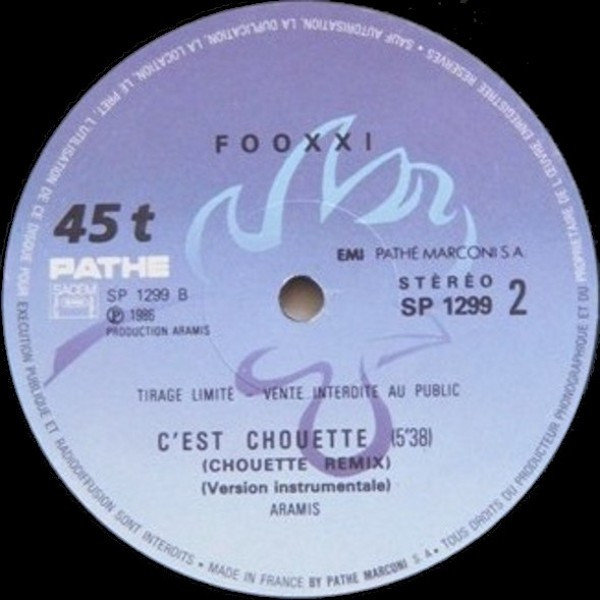 FOOXXI
45 t
PATHE
SACEM
SP 1299 B
Ⓟ 1986
PRODUCTION ARAMIS
EMI PATHE MARCONI S.A.
STÉRÉO
SP 1299 2
TIRAGE LIMITE - VENTE INTERDITE AU PUBLIC
C'EST CHOUETTE (5'38)
(CHOUETTE REMIX)
(Version instrumentale)
ARAMIS
TOUS DROITS DU PRODUCTEUR PHONOGRAPHIQUE ET DU PROPRIETAIRE DE L'ŒUVRE ENREGISTREE RESERVES • SAUF AUTORISATION, LA DUPLICATION, LA LOCATION, LE PRET, L'UTILISATION DE CE DISQUE POUR EXECUTION PUBLIQUE ET RADIODIFFUSION SONT INTERDITS • MADE IN FRANCE BY PATHE MARCONI S.A. •